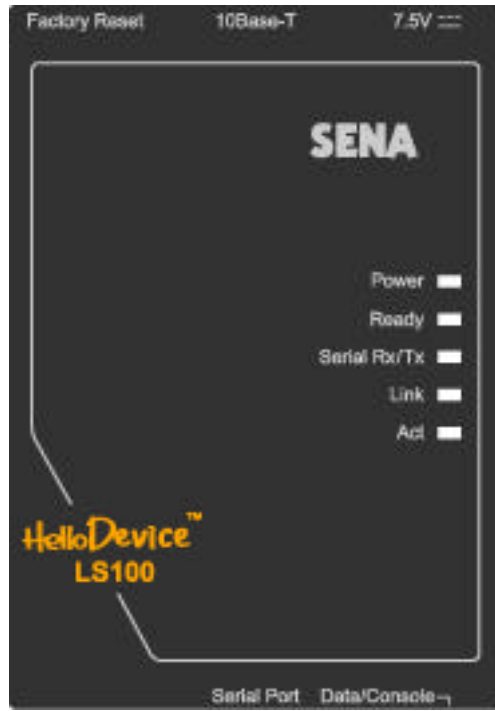 Factory Reset 10Base-T 7.5V
SENA
Power
Ready
Serial Rx/Tx
Link
Act
HelloDevice™
LS100
Serial Port Data/Console